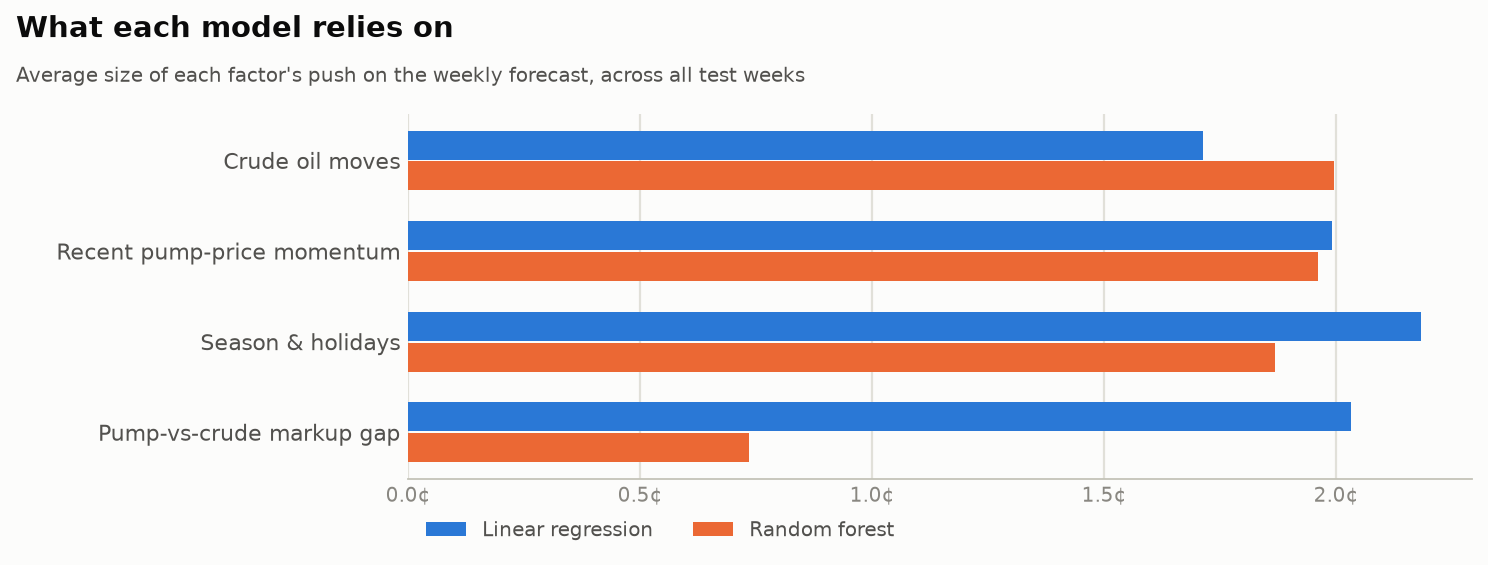 What each model relies on
Average size of each factor's push on the weekly forecast, across all test weeks
Crude oil moves
Recent pump-price momentum
Season & holidays
Pump-vs-crude markup gap
0.0¢ 0.5¢ 1.0¢ 1.5¢ 2.0¢
Linear regression Random forest